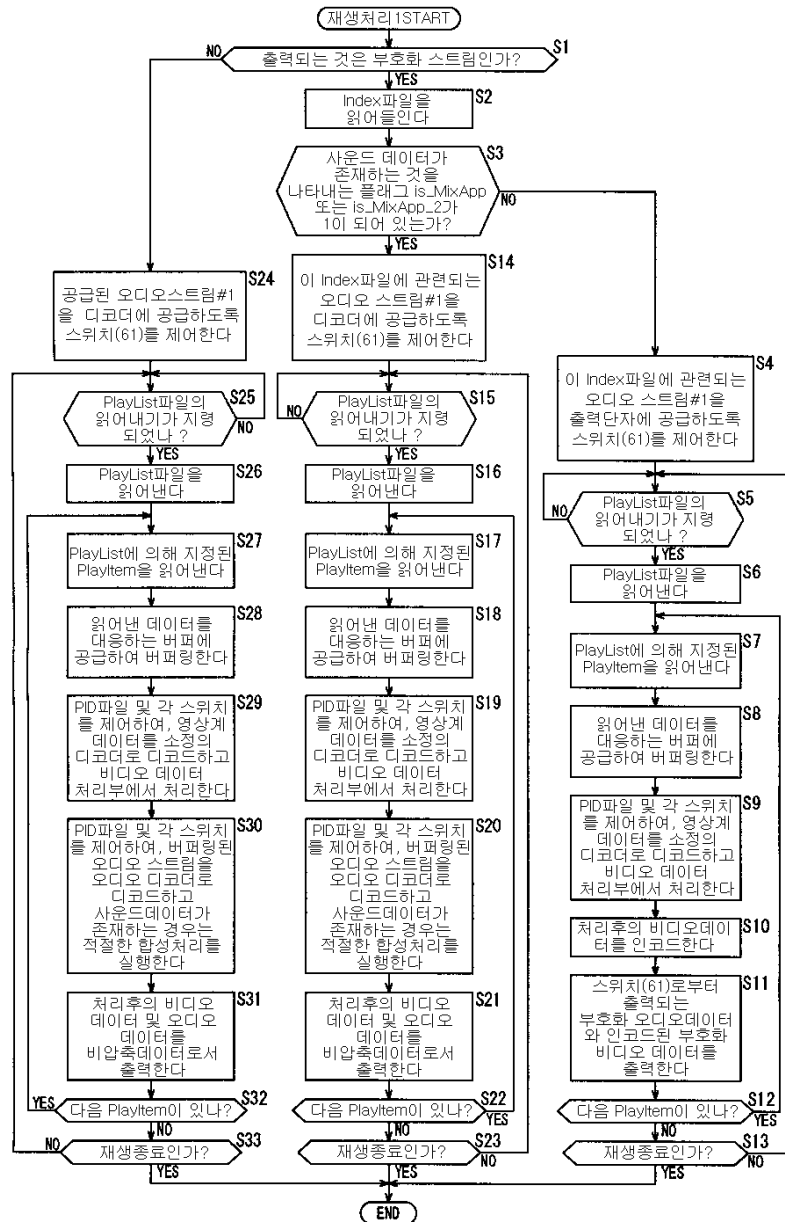 재생처리1START
S1
출력되는 것은 부호화 스트림인가?
NO
YES
S2
Index파일을
읽어들인다
S3
사운드 데이터가
존재하는 것을
나타내는 플래그 is_MixApp
또는 is_MixApp_2가
1이 되어 있는가?
NO
YES
S24
공급된 오디오스트림#1
을 디코더에 공급하도록
스위치(61)를 제어한다
S25
PlayList파일의
읽어내기가 지령
되었나 ?
NO
YES
S26
PlayList파일을
읽어낸다
S27
PlayList에 의해 지정된
PlayItem을 읽어낸다
S28
읽어낸 데이터를
대응하는 버퍼에
공급하여 버퍼링한다
S29
PID파일 및 각 스위치
를 제어하여, 영상계
데이터를 소정의
디코더로 디코드하고
비디오 데이터
처리부에서 처리한다
S30
PID파일 및 각 스위치
를 제어하여, 버퍼링된
오디오 스트림을
오디오 디코더로
디코드하고
사운드데이터가
존재하는 경우는
적절한 합성처리를
실행한다
S31
처리후의 비디오
데이터 및 오디오
데이터를
비압축데이터로서
출력한다
S32
다음 PlayItem이 있나?
YES
NO
S33
재생종료인가?
NO
YES
S14
이 Index파일에 관련되는
오디오 스트림#1을
디코더에 공급하도록
스위치(61)를 제어한다
S15
PlayList파일의
읽어내기가 지령
되었나 ?
NO
YES
S16
PlayList파일을
읽어낸다
S17
PlayList에 의해 지정된
PlayItem을 읽어낸다
S18
읽어낸 데이터를
대응하는 버퍼에
공급하여 버퍼링한다
S19
PID파일 및 각 스위치
를 제어하여, 영상계
데이터를 소정의
디코더로 디코드하고
비디오 데이터
처리부에서 처리한다
S20
PID파일 및 각 스위치
를 제어하여, 버퍼링된
오디오 스트림을
오디오 디코더로
디코드하고
사운드데이터가
존재하는 경우는
적절한 합성처리를
실행한다
S21
처리후의 비디오
데이터 및 오디오
데이터를
비압축데이터로서
출력한다
S22
다음 PlayItem이 있나?
YES
NO
S23
재생종료인가?
NO
YES
S4
이 Index파일에 관련되는
오디오 스트림#1을
출력단자에 공급하도록
스위치(61)를 제어한다
S5
PlayList파일의
읽어내기가 지령
되었나 ?
NO
YES
S6
PlayList파일을
읽어낸다
S7
PlayList에 의해 지정된
PlayItem을 읽어낸다
S8
읽어낸 데이터를
대응하는 버퍼에
공급하여 버퍼링한다
S9
PID파일 및 각 스위치
를 제어하여, 영상계
데이터를 소정의
디코더로 디코드하고
비디오 데이터
처리부에서 처리한다
S10
처리후의 비디오데이
터를 인코드한다
S11
스위치(61)로부터
출력되는
부호화 오디오데이터
와 인코드된 부호화
비디오 데이터를
출력한다
S12
다음 PlayItem이 있나?
YES
NO
S13
재생종료인가?
NO
YES
END